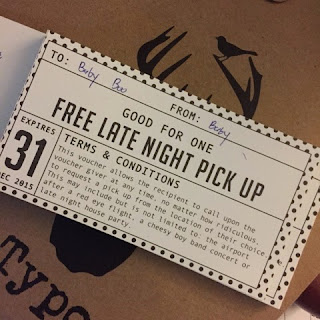 TO: Boby Boo
FROM: Boby
GOOD FOR ONE
FREE LATE NIGHT PICK UP
EXPIRES
31
DEC 2015
TERMS & CONDITIONS
This voucher allows the recipient to call upon the
voucher giver at any time, no matter how ridiculous,
to request a pick up from the location of their choice
This may include but is not limited to: the airport
after a red eye flight, a cheesy boy band concert or
late night house party.
Typo